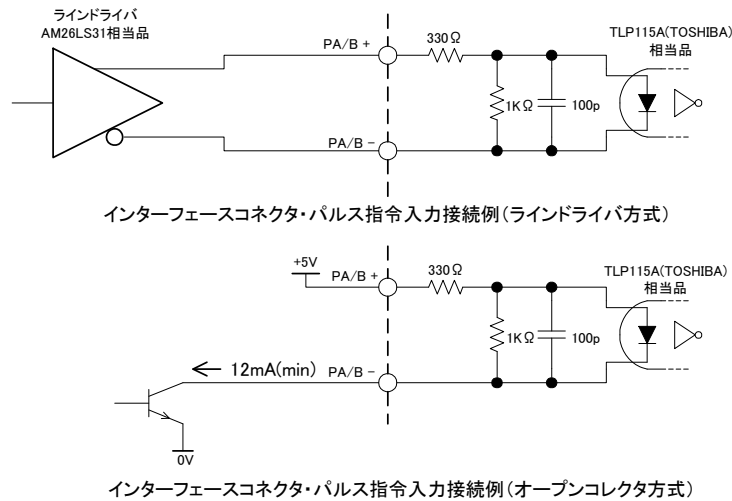 ラインドライバ
AM26LS31相当品
PA/B +
330Ω
TLP115A(TOSHIBA)
相当品
1KΩ
100p
PA/B -
インターフェースコネクタ・パルス指令入力接続例(ラインドライバ方式)
+5V
PA/B +
330Ω
TLP115A(TOSHIBA)
相当品
1KΩ
100p
12mA(min)
PA/B -
0V
インターフェースコネクタ・パルス指令入力接続例(オープンコレクタ方式)